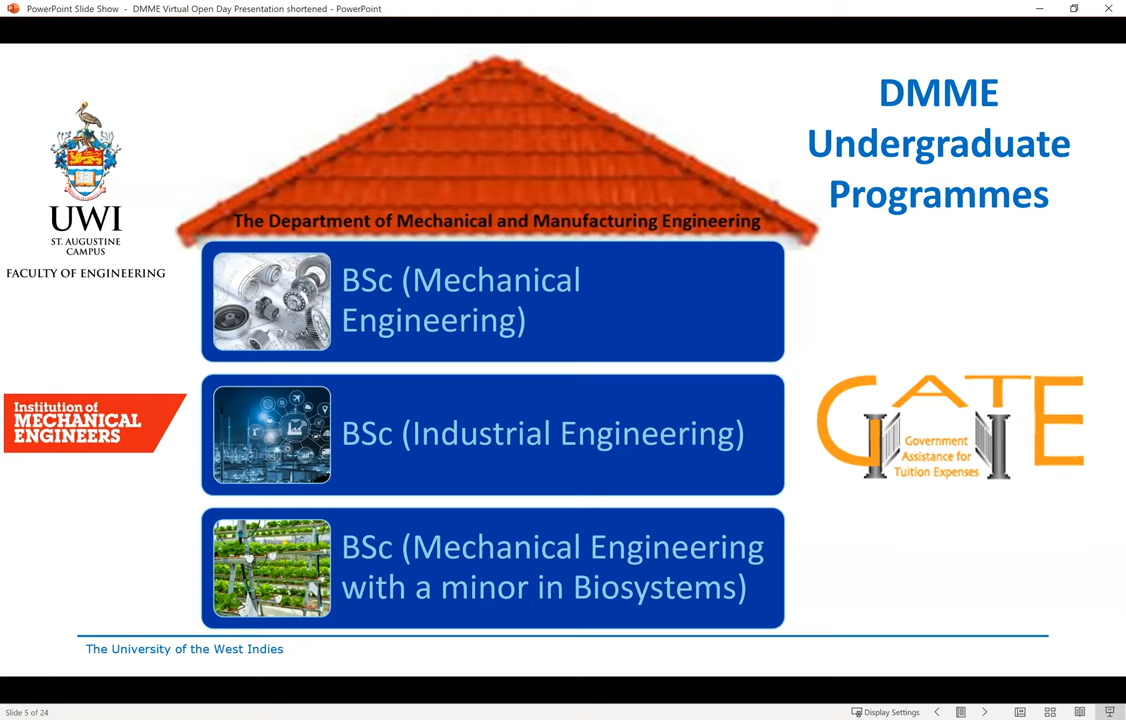 PowerPoint Slide Show - DMME Virtual Open Day Presentation shortened - PowerPoint
DMME
Undergraduate
Programmes
UWI
ST. AUGUSTINE
CAMPUS
FACULTY OF ENGINEERING
The Department of Mechanical and Manufacturing Engineering
BSc (Mechanical
Engineering)
Institution of
MECHANICAL
ENGINEERS
BSc (Industrial Engineering)
GATE
Government
Assistance for
Tuition Expenses
BSc (Mechanical Engineering
with a minor in Biosystems)
The University of the West Indies
Slide 5 of 24
Display Settings